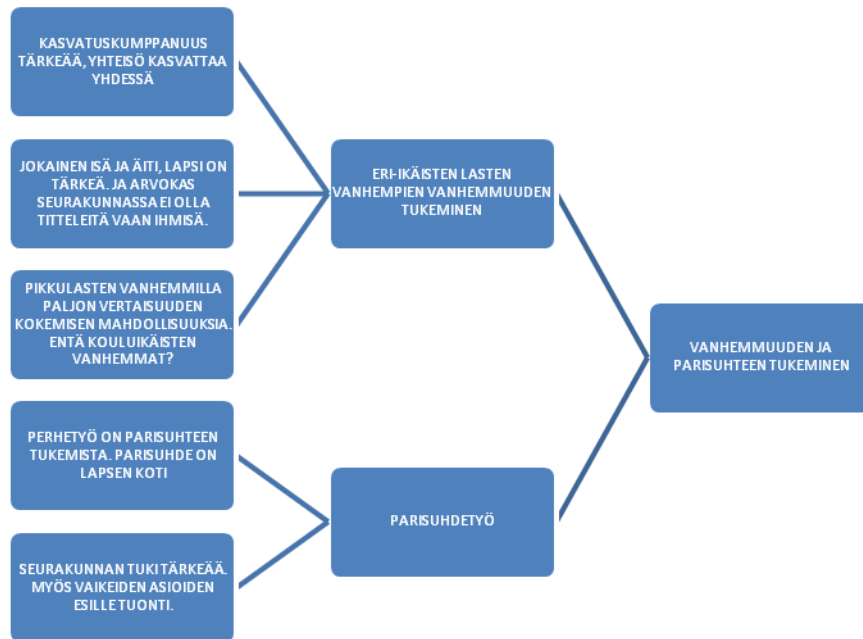 KASVATUSKUMPPANUUS
TÄRKEÄÄ, YHTEISÖ KASVATTAA
YHDESSÄ
JOKAINEN ISÄ JA ÄITI, LAPSI ON
TÄRKEÄ. JA ARVOKAS
SEURAKUNNASSA EI OLLA
TITTELEITÄ VAAN IHMISÄ.
PIKKULASTEN VANHEMMILLA
PALJON VERTAISUUDEN
KOKEMISEN MAHDOLLISUUKSIA.
ENTÄ KOULUIKÄISTEN
VANHEMMAT?
PERHETYÖ ON PARISUHTEEN
TUKEMISTA. PARISUHDE ON
LAPSEN KOTI
SEURAKUNNAN TUKI TÄRKEÄÄ.
MYÖS VAIKEIDEN ASIOIDEN
ESILLE TUONTI.
ERI-IKÄISTEN LASTEN
VANHEMPIEN VANHEMMUUDEN
TUKEMINEN
PARISUHDETYÖ
VANHEMMUUDEN JA
PARISUHTEEN TUKEMINEN